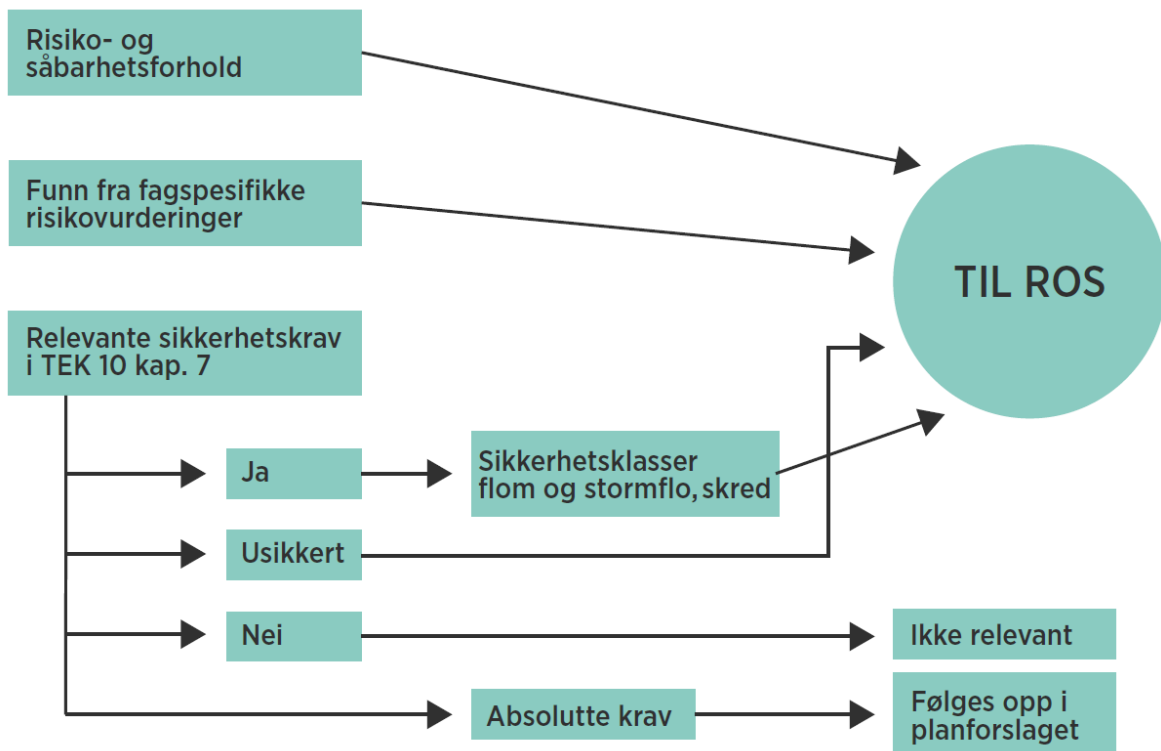 Risiko- og
såbarhetsforhold
Funn fra fagspesifikke
risikovurderinger
TIL ROS
Relevante sikkerhetskrav
i TEK 10 kap. 7
Ja
Sikkerhetsklasser
flom og stormflo, skred
Usikkert
Nei
Ikke relevant
Absolutte krav
Følges opp i
planforslaget